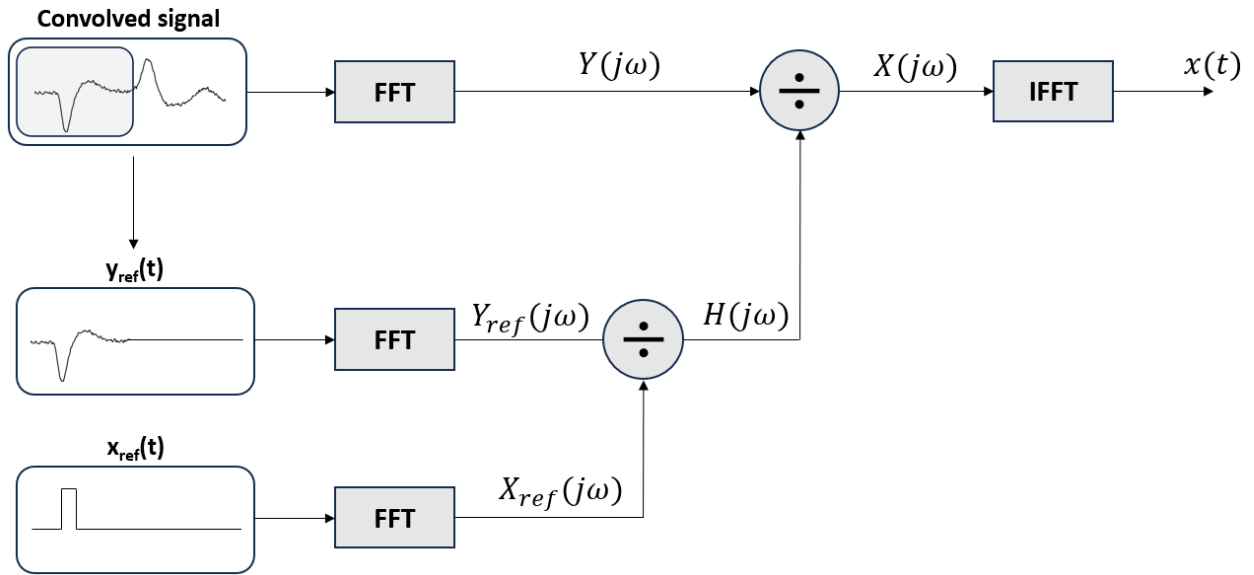 Convolved signal
FFT
Y(jω)
÷
X(jω)
IFFT
x(t)
y_ref(t)
FFT
Y_ref(jω)
÷
H(jω)
x_ref(t)
FFT
X_ref(jω)